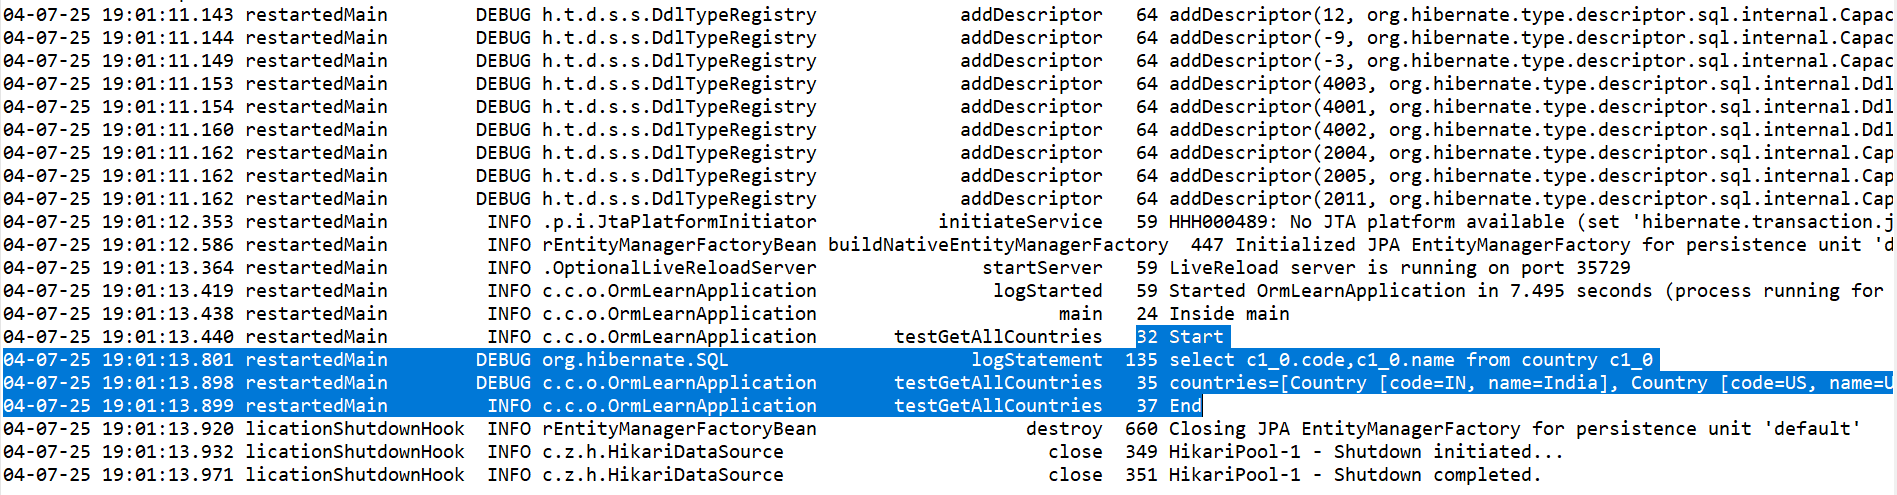 04-07-25 19:01:11.143 restartedMain DEBUG h.t.d.s.s.DdlTypeRegistry addDescriptor 64 addDescriptor(12, org.hibernate.type.descriptor.sql.internal.Capac
04-07-25 19:01:11.144 restartedMain DEBUG h.t.d.s.s.DdlTypeRegistry addDescriptor 64 addDescriptor(-9, org.hibernate.type.descriptor.sql.internal.Capac
04-07-25 19:01:11.149 restartedMain DEBUG h.t.d.s.s.DdlTypeRegistry addDescriptor 64 addDescriptor(-3, org.hibernate.type.descriptor.sql.internal.Capac
04-07-25 19:01:11.153 restartedMain DEBUG h.t.d.s.s.DdlTypeRegistry addDescriptor 64 addDescriptor(4003, org.hibernate.type.descriptor.sql.internal.Ddl
04-07-25 19:01:11.154 restartedMain DEBUG h.t.d.s.s.DdlTypeRegistry addDescriptor 64 addDescriptor(4001, org.hibernate.type.descriptor.sql.internal.Ddl
04-07-25 19:01:11.160 restartedMain DEBUG h.t.d.s.s.DdlTypeRegistry addDescriptor 64 addDescriptor(4002, org.hibernate.type.descriptor.sql.internal.Ddl
04-07-25 19:01:11.162 restartedMain DEBUG h.t.d.s.s.DdlTypeRegistry addDescriptor 64 addDescriptor(2004, org.hibernate.type.descriptor.sql.internal.Cap
04-07-25 19:01:11.162 restartedMain DEBUG h.t.d.s.s.DdlTypeRegistry addDescriptor 64 addDescriptor(2005, org.hibernate.type.descriptor.sql.internal.Cap
04-07-25 19:01:11.162 restartedMain DEBUG h.t.d.s.s.DdlTypeRegistry addDescriptor 64 addDescriptor(2011, org.hibernate.type.descriptor.sql.internal.Cap
04-07-25 19:01:12.353 restartedMain INFO .p.i.JtaPlatformInitiator initiateService 59 HHH000489: No JTA platform available (set 'hibernate.transaction.j
04-07-25 19:01:12.586 restartedMain INFO rEntityManagerFactoryBean buildNativeEntityManagerFactory 447 Initialized JPA EntityManagerFactory for persistence unit 'd
04-07-25 19:01:13.364 restartedMain INFO .OptionalLiveReloadServer startServer 59 LiveReload server is running on port 35729
04-07-25 19:01:13.419 restartedMain INFO c.c.o.OrmLearnApplication logStarted 59 Started OrmLearnApplication in 7.495 seconds (process running for
04-07-25 19:01:13.438 restartedMain INFO c.c.o.OrmLearnApplication main 24 Inside main
04-07-25 19:01:13.440 restartedMain INFO c.c.o.OrmLearnApplication testGetAllCountries 32 Start
04-07-25 19:01:13.801 restartedMain DEBUG org.hibernate.SQL logStatement 135 select c1_0.code,c1_0.name from country c1_0
04-07-25 19:01:13.898 restartedMain DEBUG c.c.o.OrmLearnApplication testGetAllCountries 35 countries=[Country [code=IN, name=India], Country [code=US, name=U
04-07-25 19:01:13.899 restartedMain INFO c.c.o.OrmLearnApplication testGetAllCountries 37 End
04-07-25 19:01:13.920 licationShutdownHook INFO rEntityManagerFactoryBean destroy 660 Closing JPA EntityManagerFactory for persistence unit 'default'
04-07-25 19:01:13.932 licationShutdownHook INFO c.z.h.HikariDataSource close 349 HikariPool-1 - Shutdown initiated...
04-07-25 19:01:13.971 licationShutdownHook INFO c.z.h.HikariDataSource close 351 HikariPool-1 - Shutdown completed.